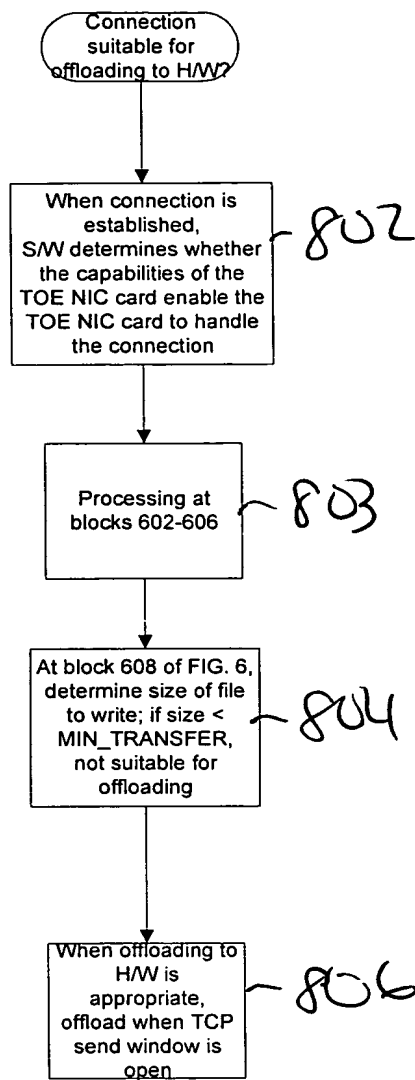 Connection
suitable for
offloading to H/W?
When connection is
established,
S/W determines whether
the capabilities of the
TOE NIC card enable the
TOE NIC card to handle
the connection
802
Processing at
blocks 602-606
803
At block 608 of FIG. 6,
determine size of file
to write; if size <
MIN_TRANSFER,
not suitable for
offloading
804
When offloading to
H/W is
appropriate,
offload when TCP
send window is
open
806